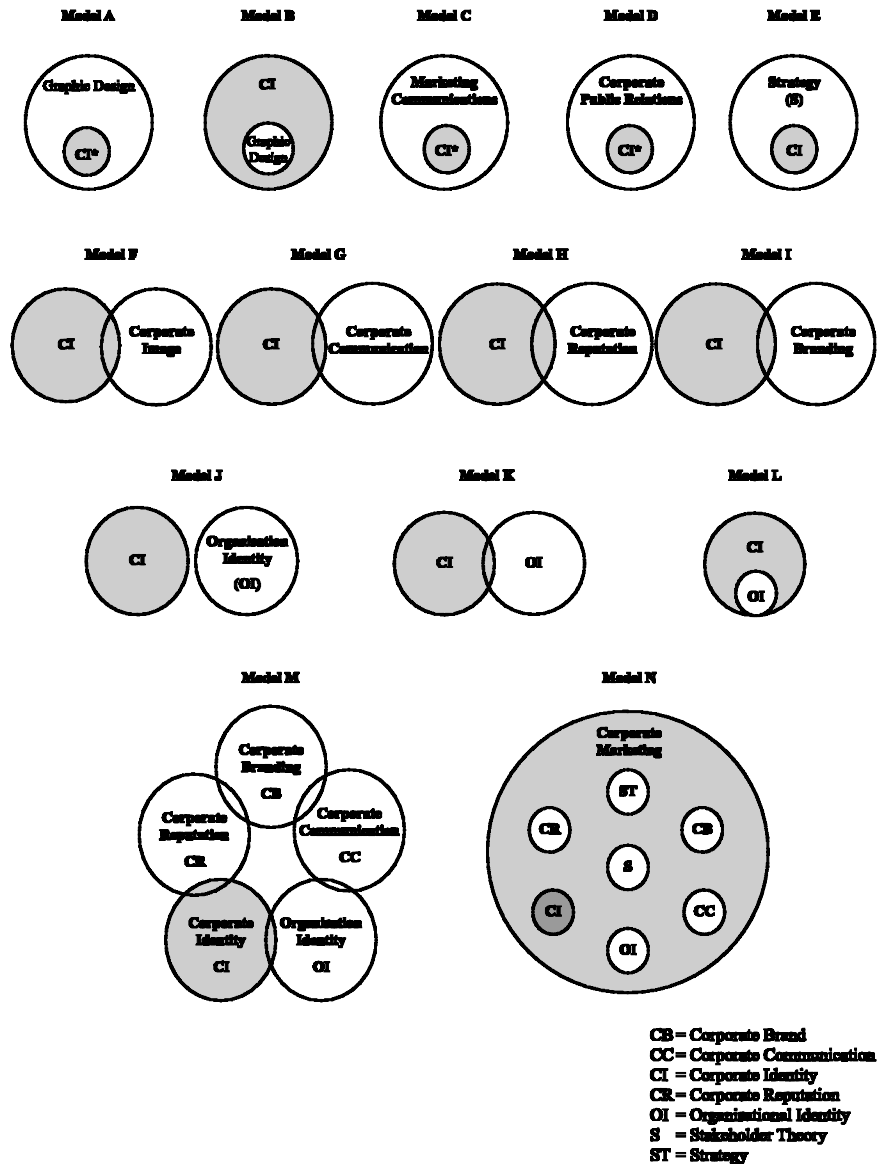 Model A
Model B
Model C
Model D
Model E
Graphic Design
CI*
CI
Graphic
Design
Marketing
Communications
CI*
Corporate
Public Relations
CI*
Strategy
(S)
CI
Model F
Model G
Model H
Model I
CI
Corporate
Image
CI
Corporate
Communication
CI
Corporate
Reputation
CI
Corporate
Branding
Model J
Model K
Model L
CI
Organisation
Identity
(OI)
CI
OI
CI
OI
Model M
Model N
Corporate
Branding
CB
Corporate
Reputation
CR
Corporate
Communication
CC
Corporate
Identity
CI
Organisation
Identity
OI
Corporate
Marketing
ST
CR
CB
S
CI
CC
OI
CB = Corporate Brand
CC = Corporate Communication
CI = Corporate Identity
CR = Corporate Reputation
OI = Organisational Identity
S = Stakeholder Theory
ST = Strategy